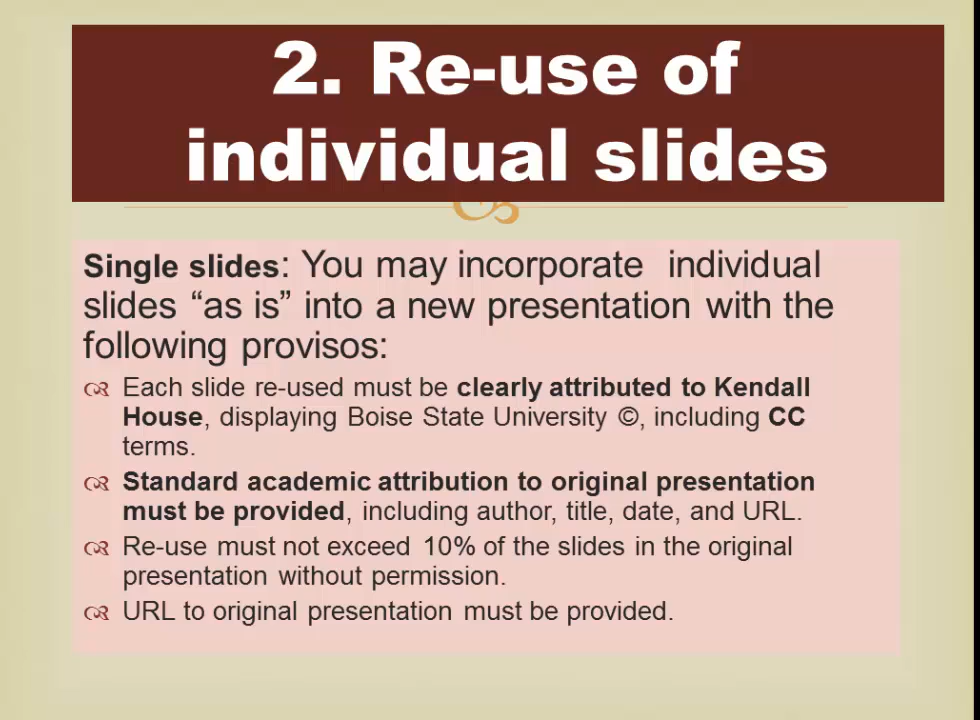 2. Re-use of
individual slides
Single slides: You may incorporate individual
slides “as is” into a new presentation with the
following provisos:
Each slide re-used must be clearly attributed to Kendall
House, displaying Boise State University ©, including CC
terms.
Standard academic attribution to original presentation
must be provided, including author, title, date, and URL.
Re-use must not exceed 10% of the slides in the original
presentation without permission.
URL to original presentation must be provided.